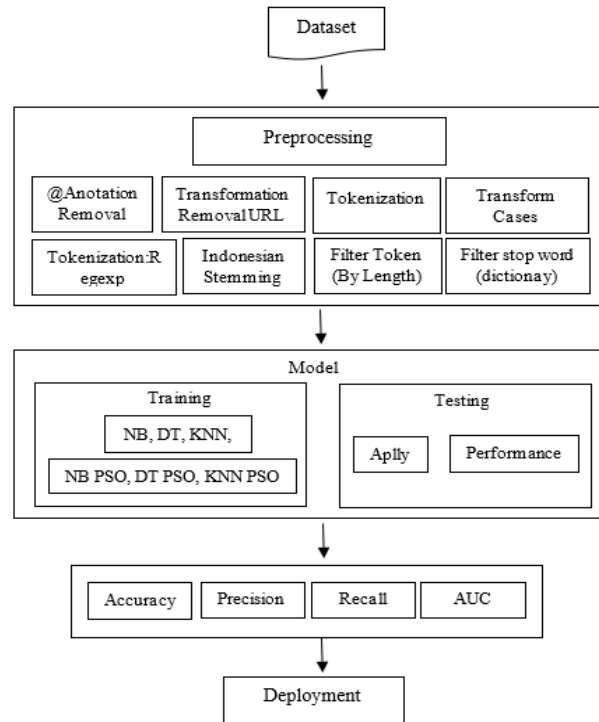 Dataset
Preprocessing
@Anotation
Removal
Transformation
Removal URL
Tokenization
Transform
Cases
Tokenization:R
egexp
Indonesian
Stemming
Filter Token
(By Length)
Filter stop word
(dictionay)
Model
Training
NB, DT, KNN,
NB PSO, DT PSO, KNN PSO
Testing
Aplly
Performance
Accuracy
Precision
Recall
AUC
Deployment